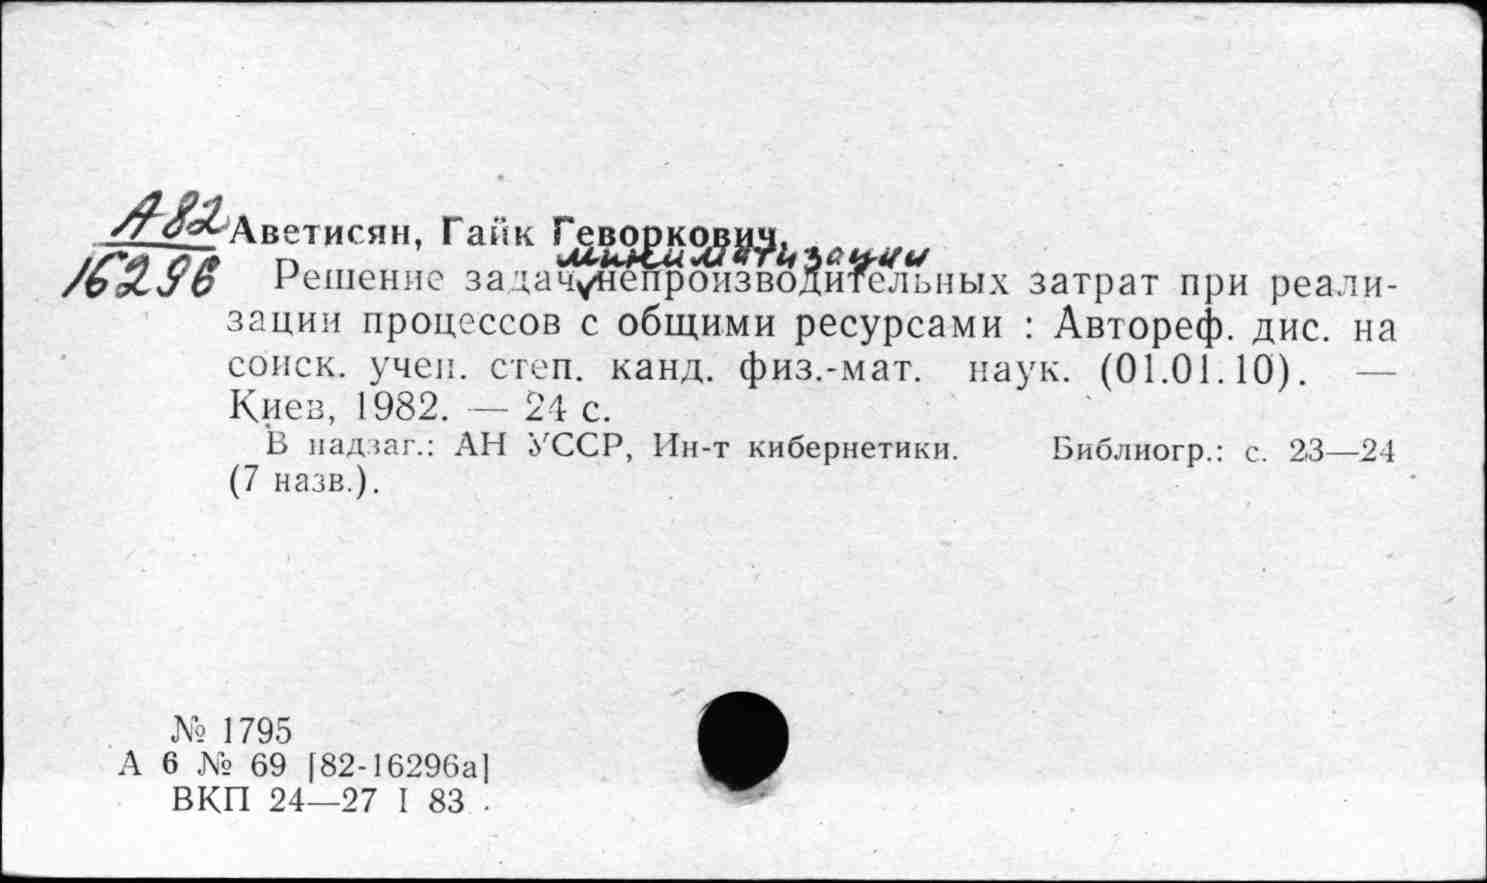 А82 Аветисян, Гайк Геворкович.
минимизации
16296 Решение задач непроизводительных затрат при реали-
зации процессов с общими ресурсами : Автореф. дис. на
соиск. учен. степ. канд. физ.-мат. наук. (01.01.10). —
Киев, 1982. — 24 с.
В надзаг.: АН УССР, Ин-т кибернетики. Библиогр.: с. 23—24
(7 назв.).
№ 1795
А 6 № 69 [82-16296а]
ВКП 24—27 I 83